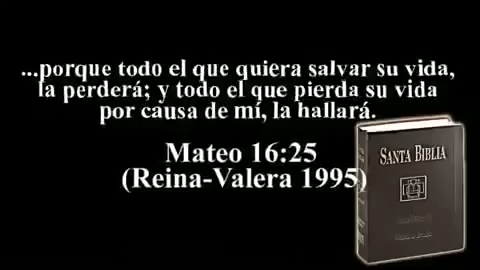 ...porque todo el que quiera salvar su vida,
la perderá; y todo el que pierda su vida
por causa de mí, la hallará.
Mateo 16:25
(Reina-Valera 1995)
SANTA BIBLIA